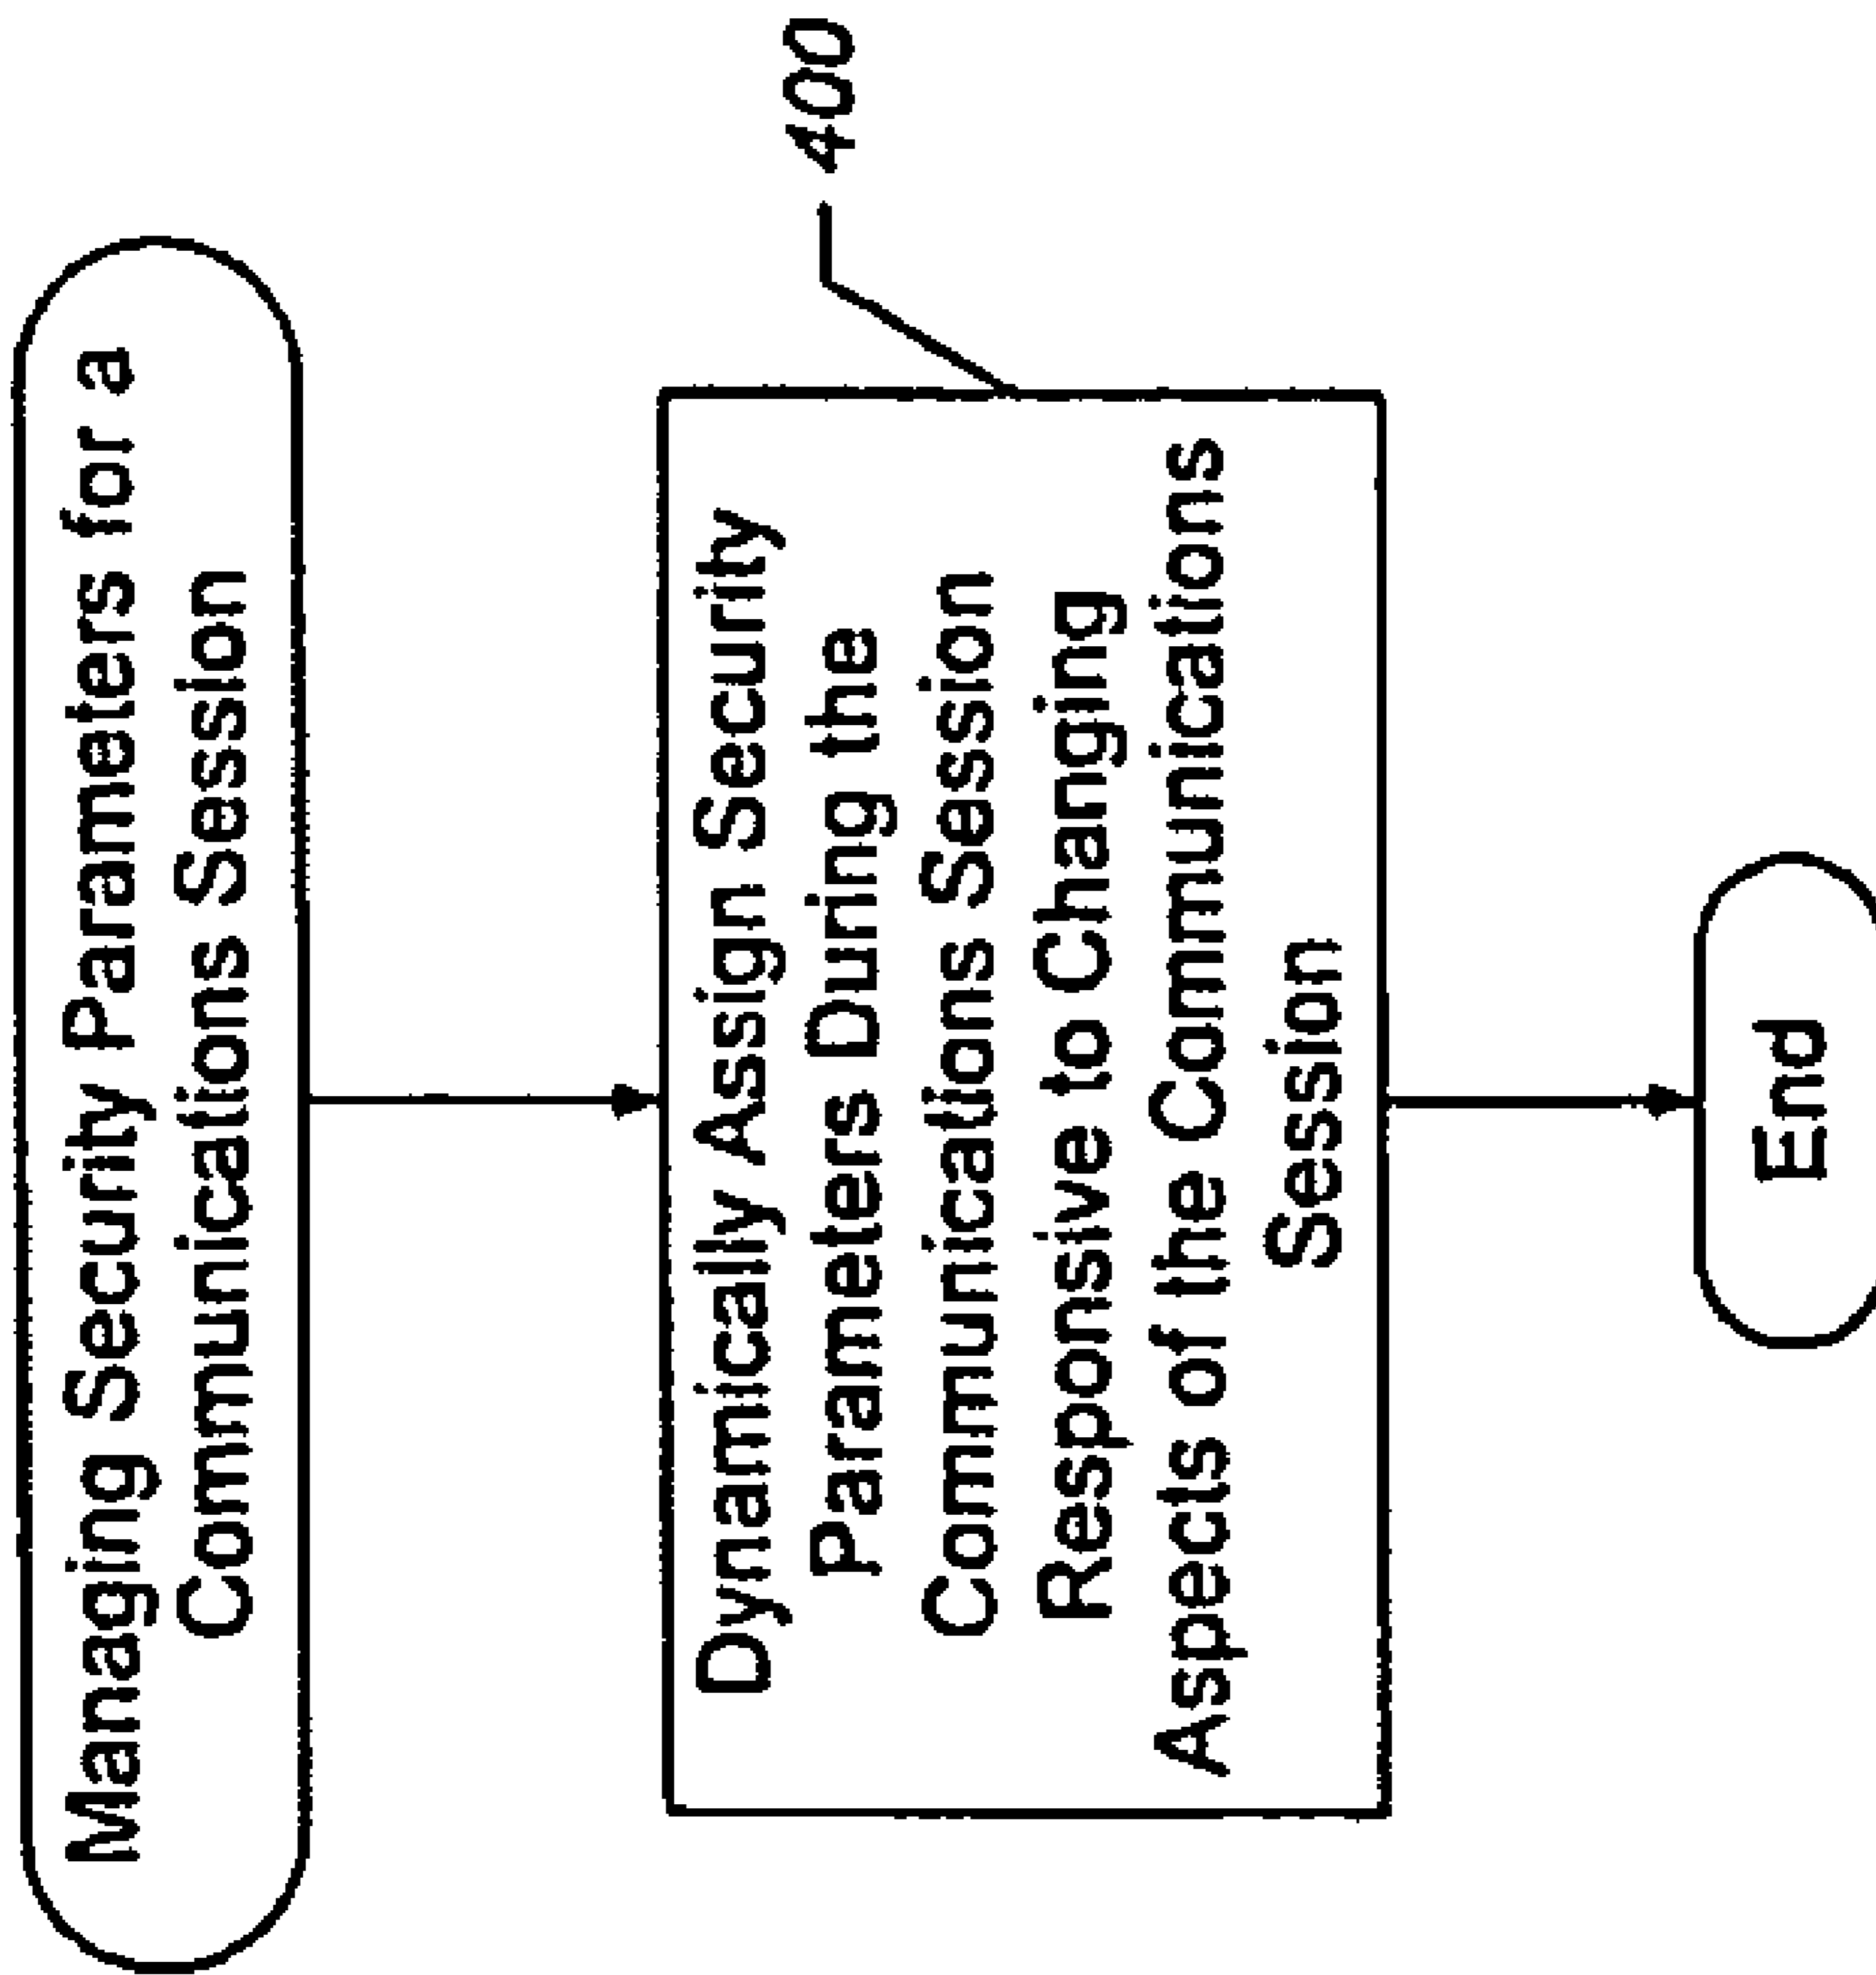 Managing Security Parameters for a
Communications Session
Dynamically Assign Security
Parameters During the
Communications Session
Responsive to Changing
Aspects of the Communications
Session
400
End